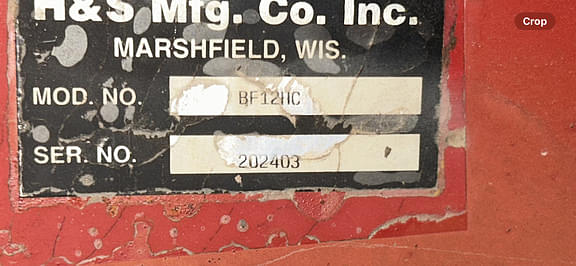 H&S Mfg. Co. Inc.
MARSHFIELD, WIS.
MOD. NO. BF12HC
SER. NO. 202403
Crop